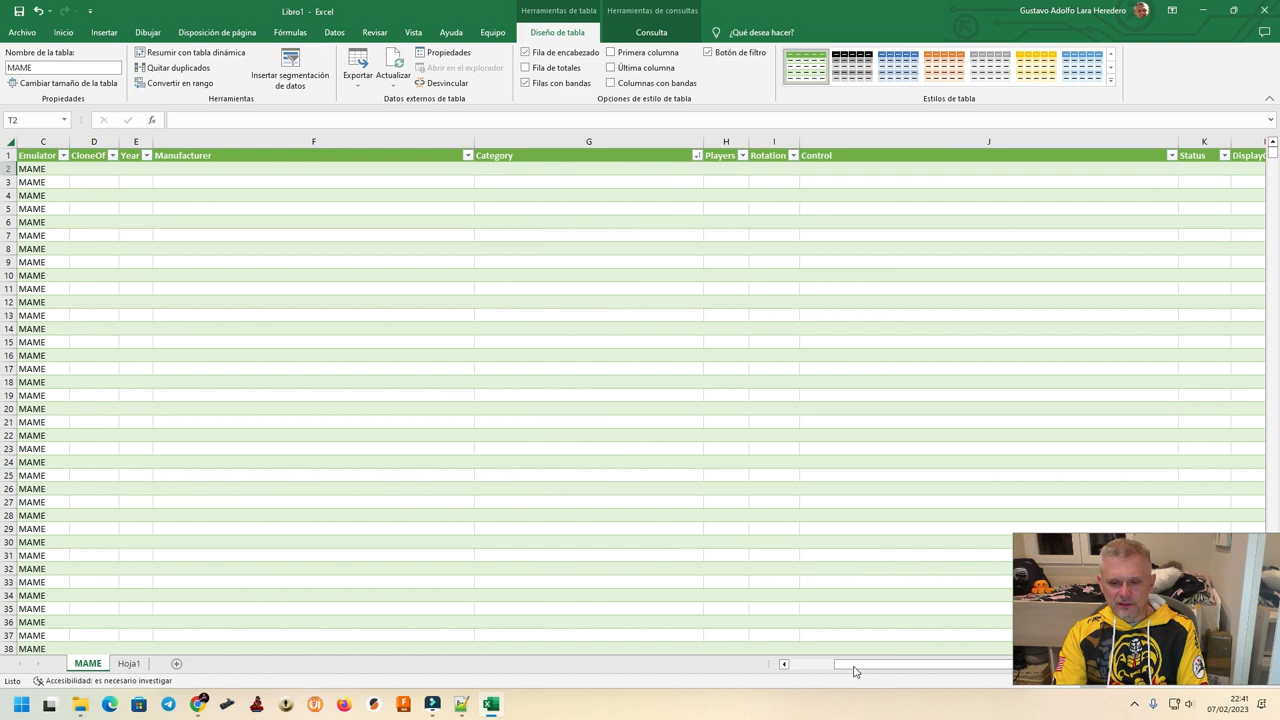 Libro1 - Excel
Herramientas de tabla
Herramientas de consultas
Gustavo Adolfo Lara Heredero
Archivo
Inicio
Insertar
Dibujar
Disposición de página
Fórmulas
Datos
Revisar
Vista
Ayuda
Equipo
Diseño de tabla
Consulta
¿Qué desea hacer?
Nombre de la tabla:
MAME
Cambiar tamaño de la tabla
Propiedades
Resumir con tabla dinámica
Quitar duplicados
Convertir en rango
Insertar segmentación
de datos
Herramientas
Exportar
Actualizar
Propiedades
Abrir en el explorador
Desvincular
Datos externos de tabla
Fila de encabezado
Fila de totales
Filas con bandas
Primera columna
Última columna
Columnas con bandas
Botón de filtro
Opciones de estilo de tabla
Estilos de tabla
T2
fx
C D E F G H I J K
1 Emulator CloneOf Year Manufacturer Category Players Rotation Control Status
2 MAME
3 MAME
4 MAME
5 MAME
6 MAME
7 MAME
8 MAME
9 MAME
10 MAME
11 MAME
12 MAME
13 MAME
14 MAME
15 MAME
16 MAME
17 MAME
18 MAME
19 MAME
20 MAME
21 MAME
22 MAME
23 MAME
24 MAME
25 MAME
26 MAME
27 MAME
28 MAME
29 MAME
30 MAME
31 MAME
32 MAME
33 MAME
34 MAME
35 MAME
36 MAME
37 MAME
38 MAME
MAME
Hoja1
Listo
Accesibilidad: es necesario investigar
22:41
07/02/2023